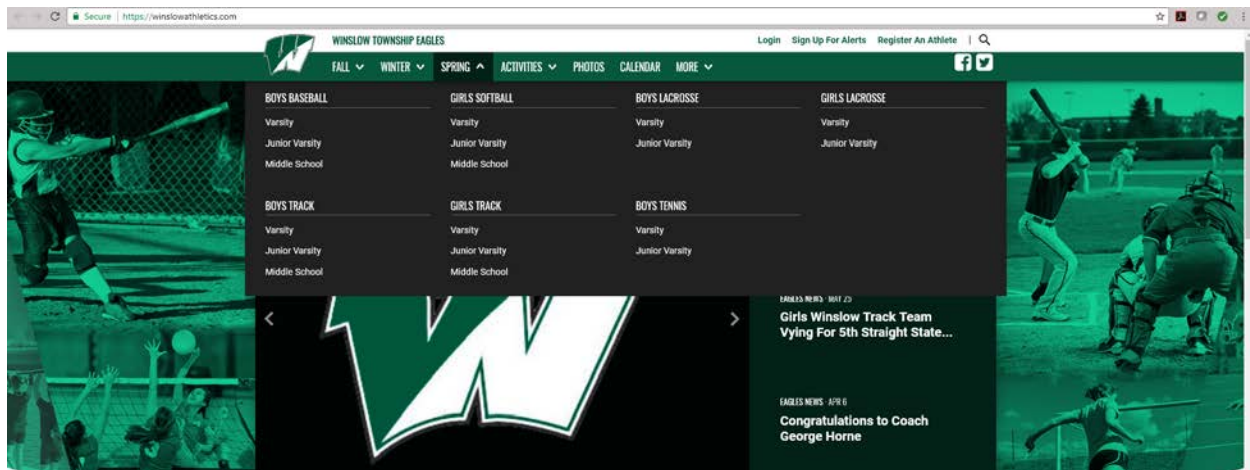 Secure | https://winslowathletics.com
WINSLOW TOWNSHIP EAGLES
Login Sign Up For Alerts Register An Athlete |
FALL WINTER SPRING ACTIVITIES PHOTOS CALENDAR MORE
BOYS BASEBALL
Varsity
Junior Varsity
Middle School
GIRLS SOFTBALL
Varsity
Junior Varsity
Middle School
BOYS LACROSSE
Varsity
Junior Varsity
GIRLS LACROSSE
Varsity
Junior Varsity
BOYS TRACK
Varsity
Junior Varsity
Middle School
GIRLS TRACK
Varsity
Junior Varsity
Middle School
BOYS TENNIS
Varsity
Junior Varsity
W
EAGLES NEWS · MAY 25
Girls Winslow Track Team
Vying For 5th Straight State...
EAGLES NEWS · APR 6
Congratulations to Coach
George Horne